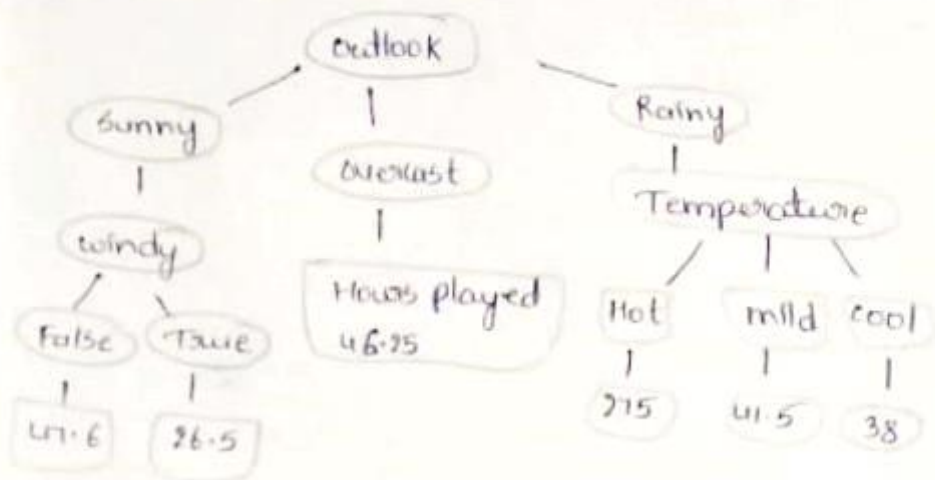 Outlook
Sunny
Rainy
overcast
Temperature
windy
Hours played
46.25
Hot mild cool
False True
275 41.5 38
47.6 26.5